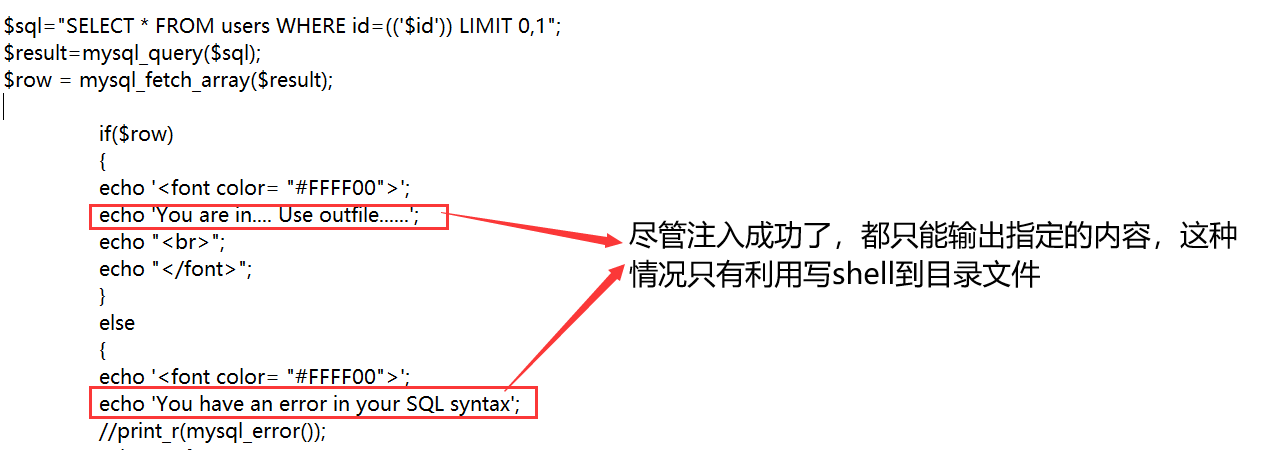 $sql="SELECT * FROM users WHERE id=(('$id')) LIMIT 0,1";
$result=mysql_query($sql);
$row = mysql_fetch_array($result);
if($row)
{
echo '<font color= "#FFFF00">';
echo 'You are in.... Use outfile......';
echo "<br>";
echo "</font>";
}
else
{
echo '<font color= "#FFFF00">';
echo 'You have an error in your SQL syntax';
//print_r(mysql_error());
尽管注入成功了，都只能输出指定的内容，这种
情况只有利用写shell到目录文件